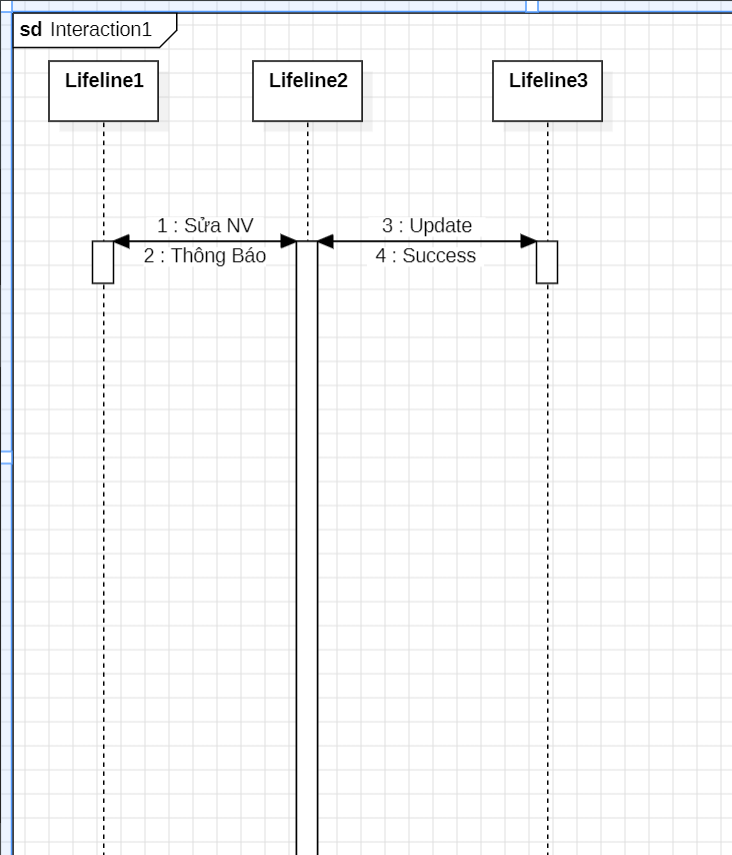 sd Interaction1
Lifeline1
Lifeline2
Lifeline3
1 : Sửa NV
3 : Update
2 : Thông Báo
4 : Success